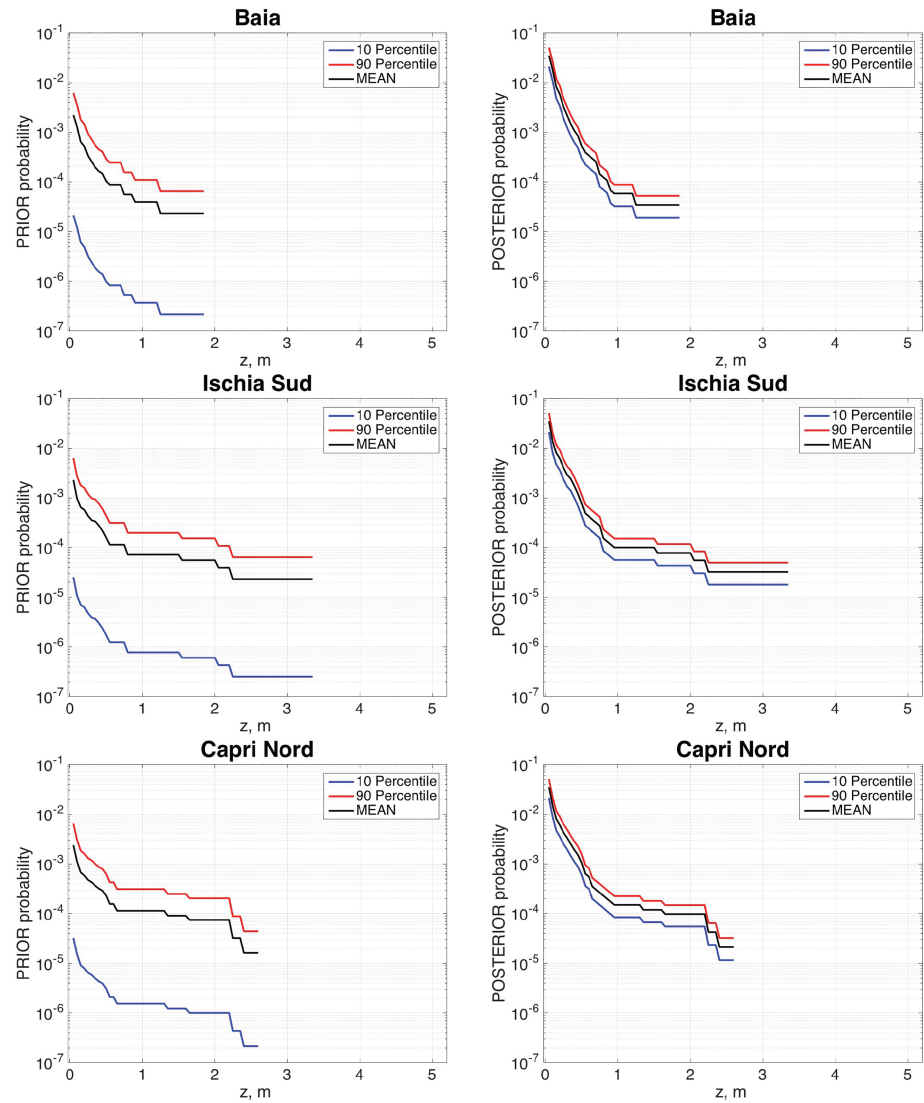 Baia
10^-1
10^-2
10^-3
10^-4
10^-5
10^-6
10^-7
PRIOR probability
10 Percentile
90 Percentile
MEAN
0 1 2 3 4 5
z, m
Baia
10^-1
10^-2
10^-3
10^-4
10^-5
10^-6
10^-7
POSTERIOR probability
10 Percentile
90 Percentile
MEAN
0 1 2 3 4 5
z, m
Ischia Sud
10^-1
10^-2
10^-3
10^-4
10^-5
10^-6
10^-7
PRIOR probability
10 Percentile
90 Percentile
MEAN
0 1 2 3 4 5
z, m
Ischia Sud
10^-1
10^-2
10^-3
10^-4
10^-5
10^-6
10^-7
POSTERIOR probability
10 Percentile
90 Percentile
MEAN
0 1 2 3 4 5
z, m
Capri Nord
10^-1
10^-2
10^-3
10^-4
10^-5
10^-6
10^-7
PRIOR probability
10 Percentile
90 Percentile
MEAN
0 1 2 3 4 5
z, m
Capri Nord
10^-1
10^-2
10^-3
10^-4
10^-5
10^-6
10^-7
POSTERIOR probability
10 Percentile
90 Percentile
MEAN
0 1 2 3 4 5
z, m